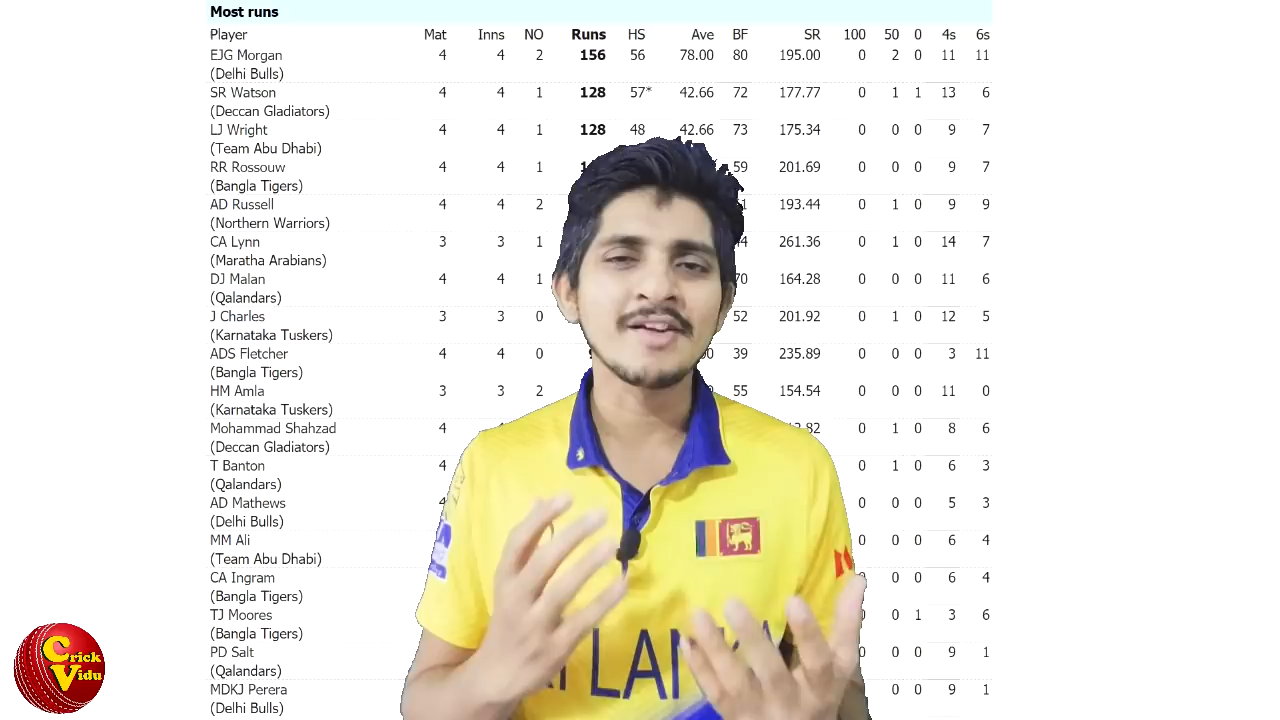 Most runs
Player Mat Inns NO Runs HS Ave BF SR 100 50 0 4s 6s
EJG Morgan 4 4 2 156 56 78.00 80 195.00 0 2 0 11 11
(Delhi Bulls)
SR Watson 4 4 1 128 57* 42.66 72 177.77 0 1 1 13 6
(Deccan Gladiators)
LJ Wright 4 4 1 128 48 42.66 73 175.34 0 0 0 9 7
(Team Abu Dhabi)
RR Rossouw 4 4 1 59 201.69 0 0 0 9 7
(Bangla Tigers)
AD Russell 4 4 2 193.44 0 1 0 9 9
(Northern Warriors)
CA Lynn 3 3 1 261.36 0 1 0 14 7
(Maratha Arabians)
DJ Malan 4 4 1 70 164.28 0 0 0 11 6
(Qalandars)
J Charles 3 3 0 52 201.92 0 1 0 12 5
(Karnataka Tuskers)
ADS Fletcher 4 4 0 39 235.89 0 0 0 3 11
(Bangla Tigers)
HM Amla 3 3 2 55 154.54 0 0 0 11 0
(Karnataka Tuskers)
Mohammad Shahzad 4 0 1 0 8 6
(Deccan Gladiators)
T Banton 4 0 1 0 6 3
(Qalandars)
AD Mathews 0 0 0 5 3
(Delhi Bulls)
MM Ali 0 0 0 6 4
(Team Abu Dhabi)
CA Ingram 0 0 0 6 4
(Bangla Tigers)
TJ Moores 0 1 3 6
(Bangla Tigers)
PD Salt 0 0 0 9 1
(Qalandars)
MDKJ Perera 0 0 9 1
(Delhi Bulls)
LANKA
Crick
Vidu